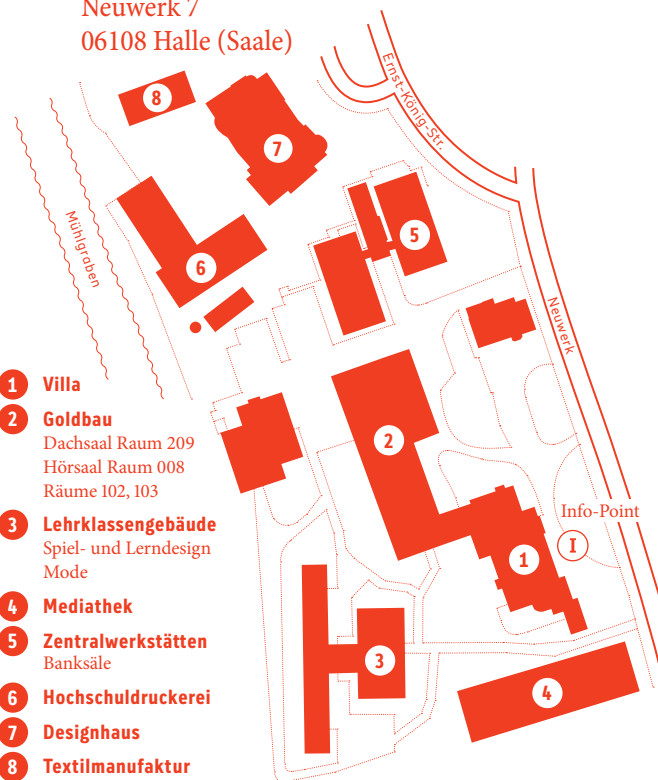 Neuwerk 7
06108 Halle (Saale)
Ernst-König-Str.
8
7
Mühlgraben
5
6
Neuwerk
1 Villa
2 Goldbau
Dachsaal Raum 209
Hörsaal Raum 008
Räume 102, 103
3 Lehrklassengebäude
Spiel- und Lerndesign
Mode
4 Mediathek
5 Zentralwerkstätten
Banksäle
6 Hochschuldruckerei
7 Designhaus
8 Textilmanufaktur
2
Info-Point
I
1
3
4